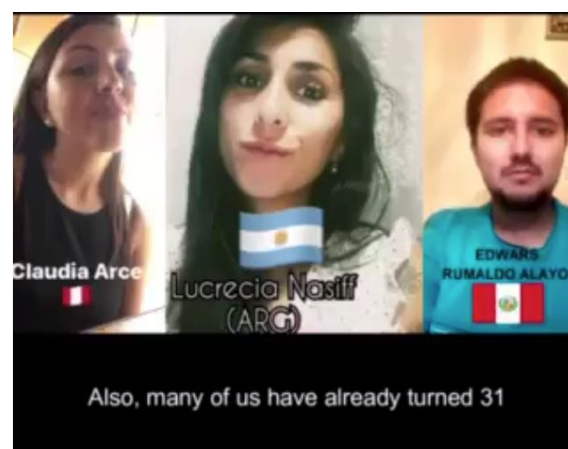 Claudia Arce
Lucrecia Nasiff
(ARG)
EDWARS
RUMALDO ALAYO
Also, many of us have already turned 31